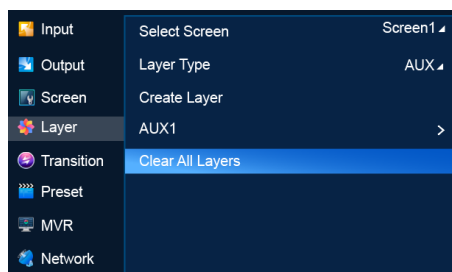 Input
Output
Screen
Layer
Transition
Preset
MVR
Network
Select Screen Screen1
Layer Type AUX
Create Layer
AUX1 >
Clear All Layers